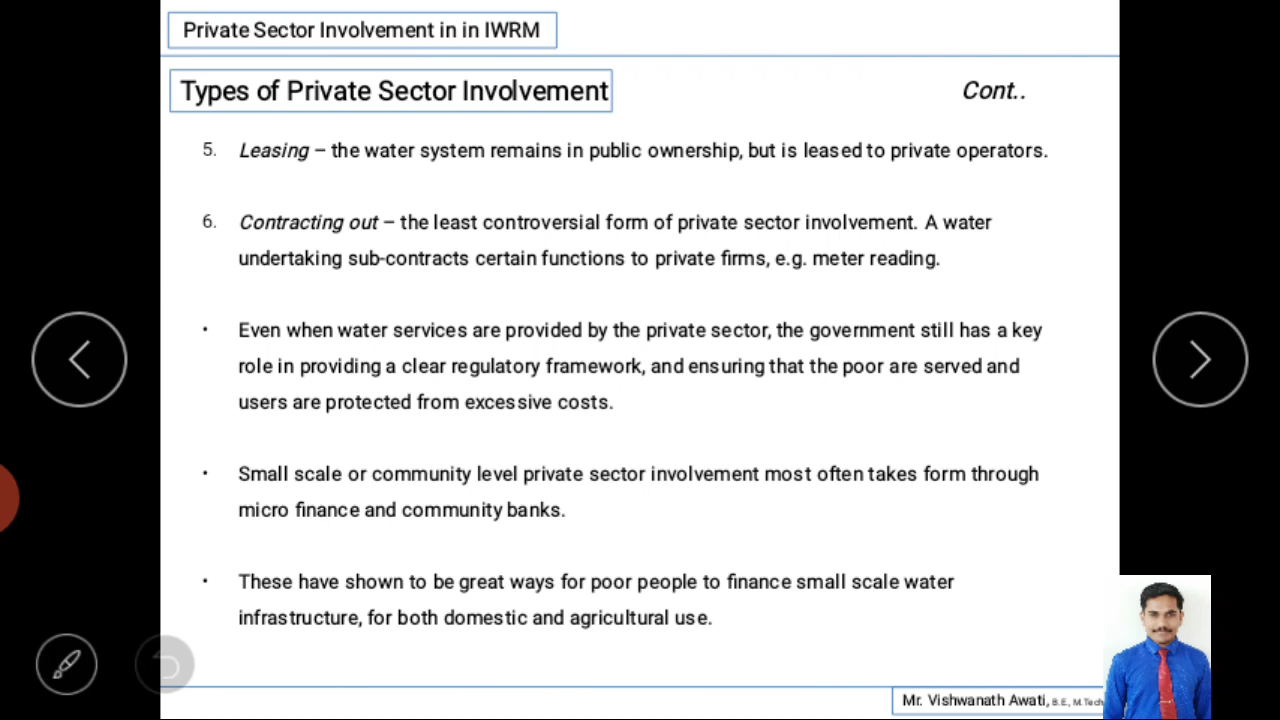 Private Sector Involvement in in IWRM
Types of Private Sector Involvement
Cont..
5. Leasing – the water system remains in public ownership, but is leased to private operators.
6. Contracting out – the least controversial form of private sector involvement. A water
undertaking sub-contracts certain functions to private firms, e.g. meter reading.
• Even when water services are provided by the private sector, the government still has a key
role in providing a clear regulatory framework, and ensuring that the poor are served and
users are protected from excessive costs.
• Small scale or community level private sector involvement most often takes form through
micro finance and community banks.
• These have shown to be great ways for poor people to finance small scale water
infrastructure, for both domestic and agricultural use.
Mr. Vishwanath Awati, B.E., M.Tech